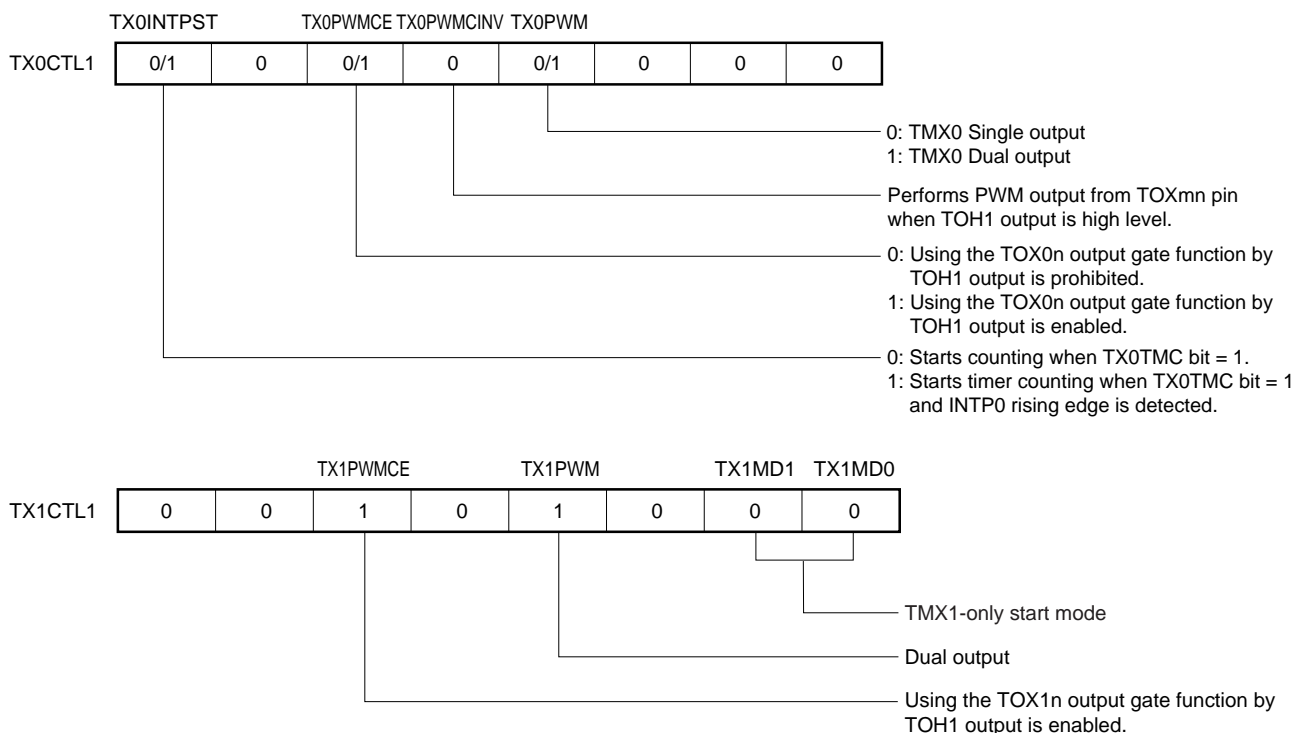 TX0INTPST TX0PWMCE TX0PWMCINV TX0PWM
TX0CTL1 0/1 0 0/1 0 0/1 0 0 0
0: TMX0 Single output
1: TMX0 Dual output
Performs PWM output from TOXmn pin
when TOH1 output is high level.
0: Using the TOX0n output gate function by
TOH1 output is prohibited.
1: Using the TOX0n output gate function by
TOH1 output is enabled.
0: Starts counting when TX0TMC bit = 1.
1: Starts timer counting when TX0TMC bit = 1
and INTP0 rising edge is detected.
TX1PWMCE TX1PWM TX1MD1 TX1MD0
TX1CTL1 0 0 1 0 1 0 0 0
TMX1-only start mode
Dual output
Using the TOX1n output gate function by
TOH1 output is enabled.